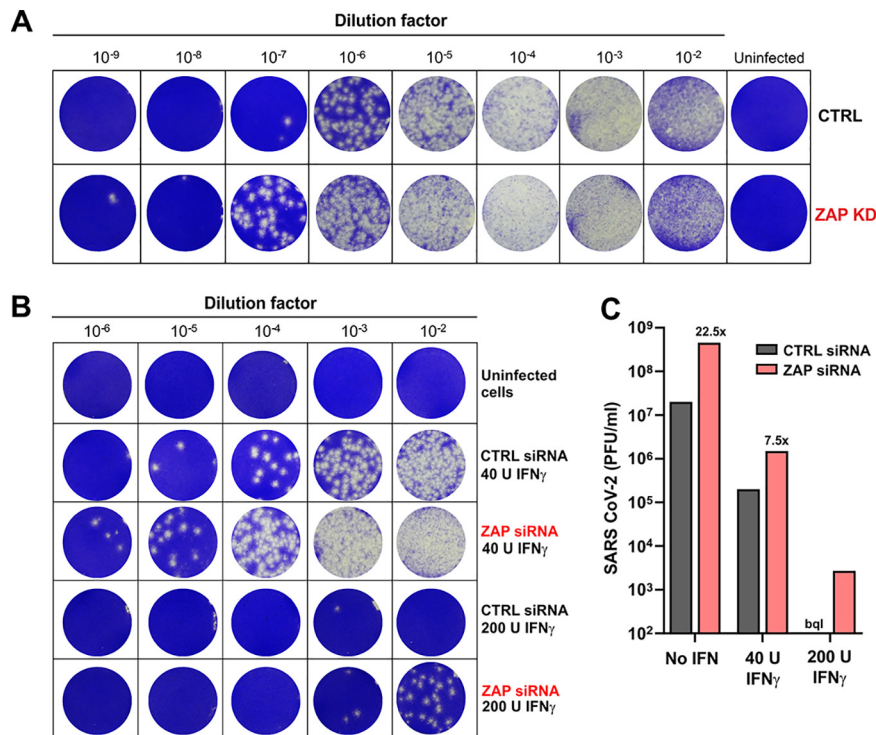 A
Dilution factor
10-9 10-8 10-7 10-6 10-5 10-4 10-3 10-2 Uninfected
CTRL
ZAP KD
B
Dilution factor
10-6 10-5 10-4 10-3 10-2
Uninfected
cells
CTRL siRNA
40 U IFNγ
ZAP siRNA
40 U IFNγ
CTRL siRNA
200 U IFNγ
ZAP siRNA
200 U IFNγ
C
SARS CoV-2 (PFU/ml)
109
108
107
106
105
104
103
102
22.5x
7.5x
bql
CTRL siRNA
ZAP siRNA
No IFN 40 U 200 U
IFNγ IFNγ